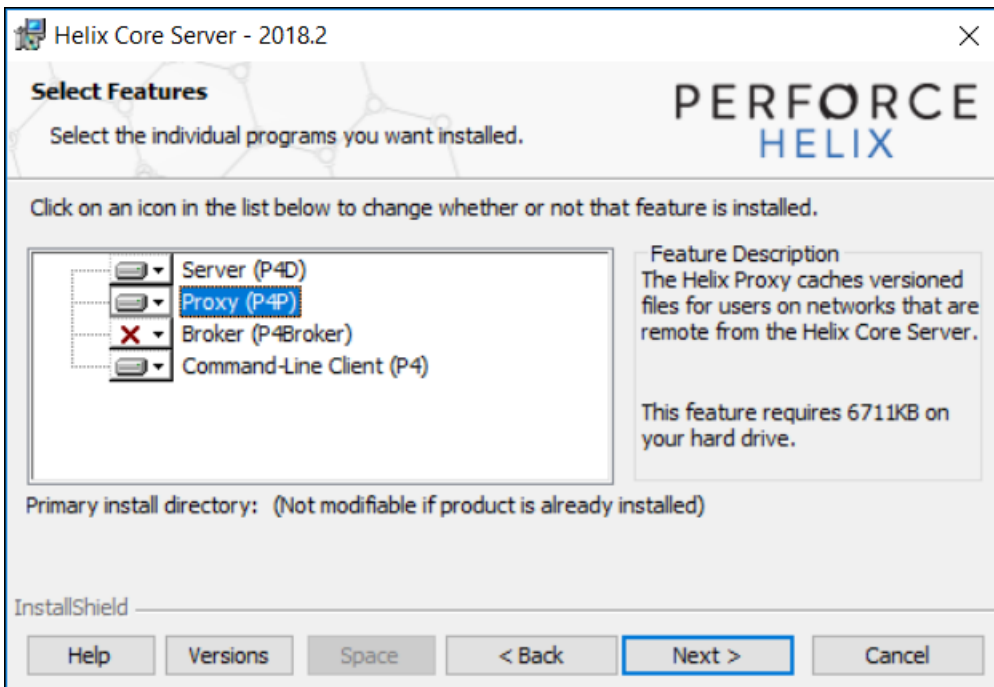 Helix Core Server - 2018.2
Select Features
Select the individual programs you want installed.
PERFORCE
HELIX
Click on an icon in the list below to change whether or not that feature is installed.
Server (P4D)
Proxy (P4P)
Broker (P4Broker)
Command-Line Client (P4)
Feature Description
The Helix Proxy caches versioned
files for users on networks that are
remote from the Helix Core Server.
This feature requires 6711KB on
your hard drive.
Primary install directory: (Not modifiable if product is already installed)
InstallShield
Help
Versions
Space
< Back
Next >
Cancel